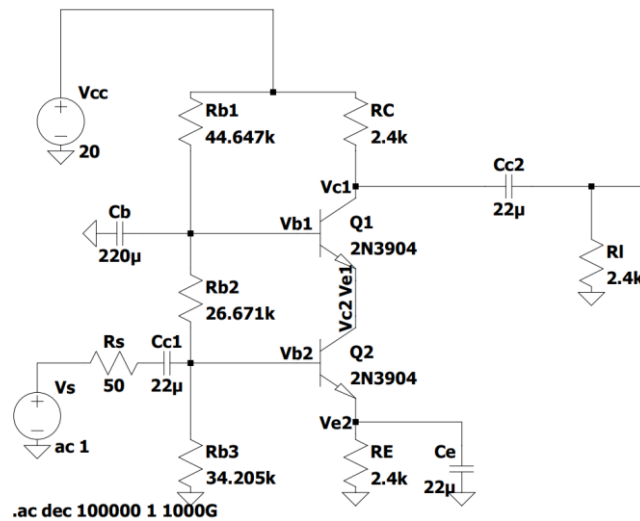 Vcc
20
Rb1
44.647k
RC
2.4k
Vc1
Cc2
22µ
Cb
220µ
Vb1
Q1
2N3904
Rl
2.4k
Vc2 Ve1
Rb2
26.671k
Rs
50
Cc1
22µ
Vb2
Q2
2N3904
Vs
ac 1
Ve2
Rb3
34.205k
RE
2.4k
Ce
22µ
.ac dec 100000 1 1000G